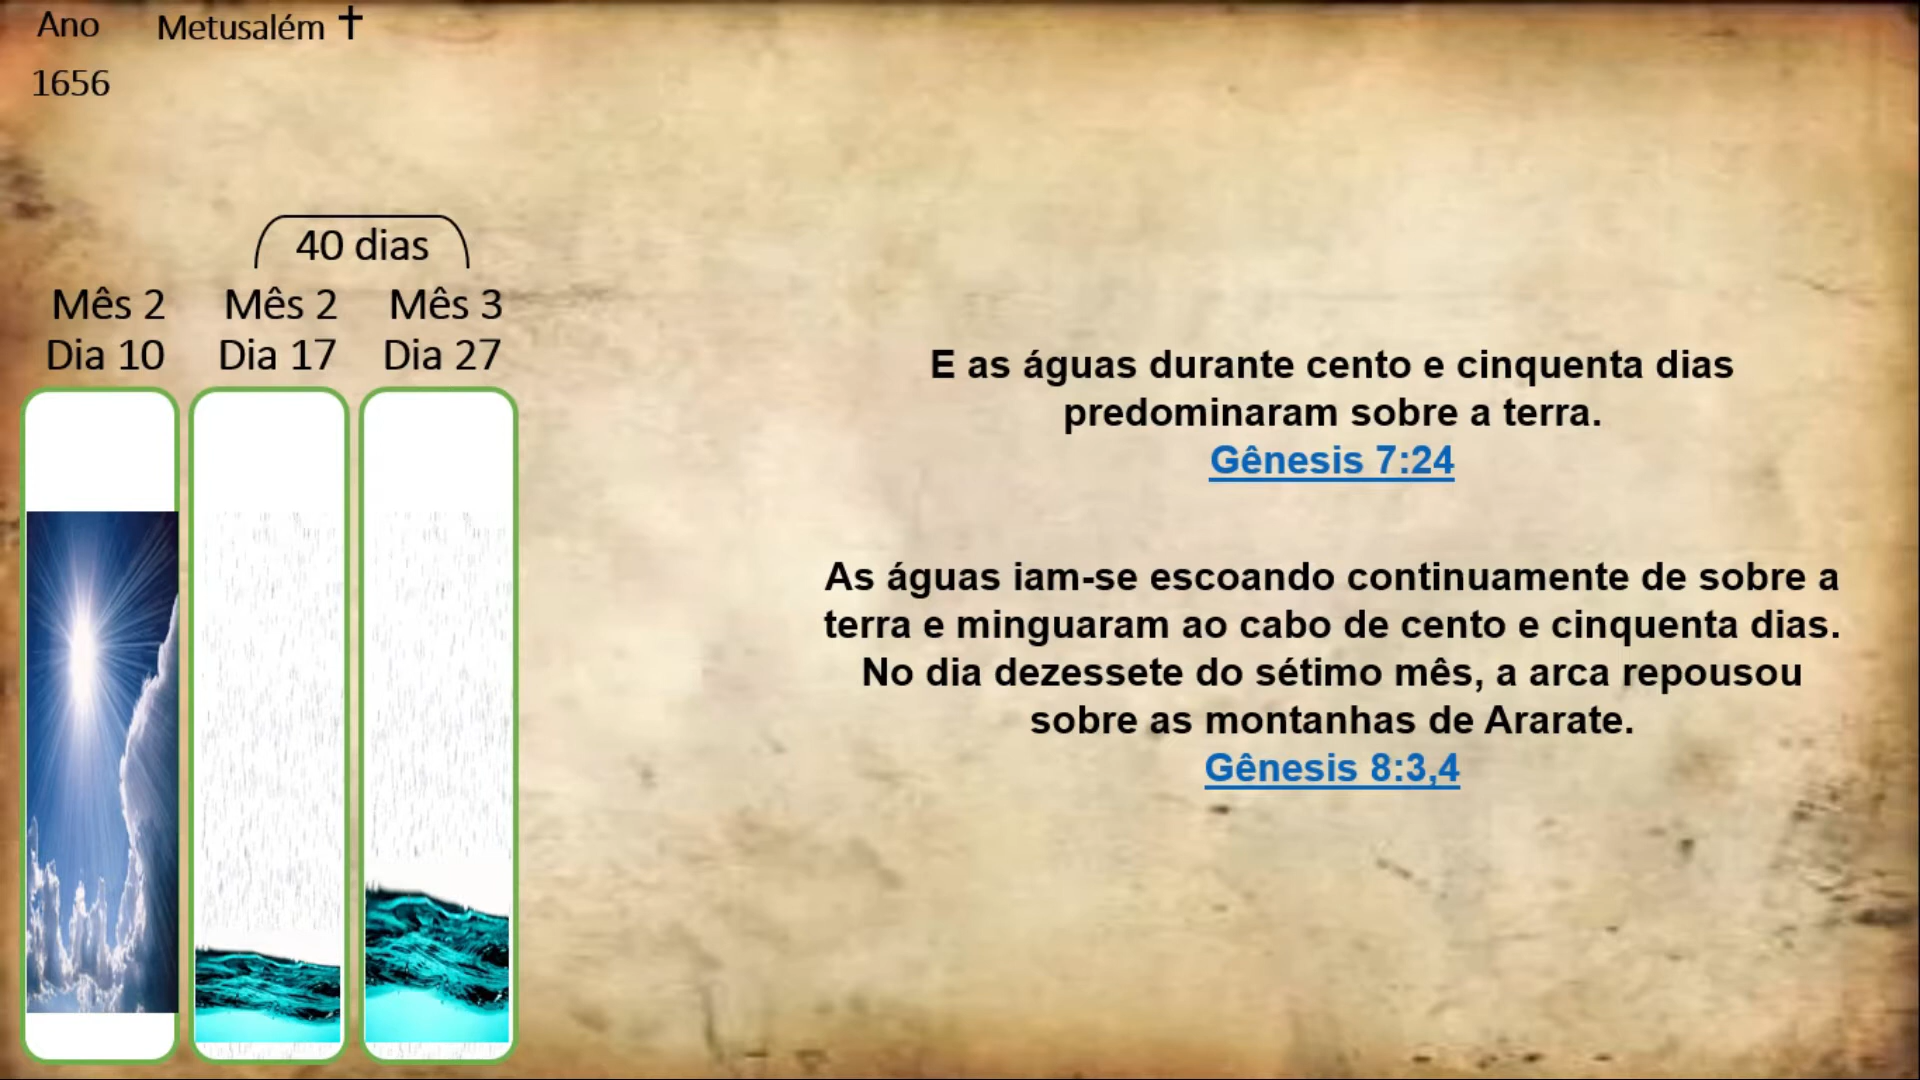 Ano
Metusalém ✝
1656
40 dias
Mês 2
Dia 10
Mês 2
Dia 17
Mês 3
Dia 27
E as águas durante cento e cinquenta dias
predominaram sobre a terra.
Gênesis 7:24
As águas iam-se escoando continuamente de sobre a
terra e minguaram ao cabo de cento e cinquenta dias.
No dia dezessete do sétimo mês, a arca repousou
sobre as montanhas de Ararate.
Gênesis 8:3,4